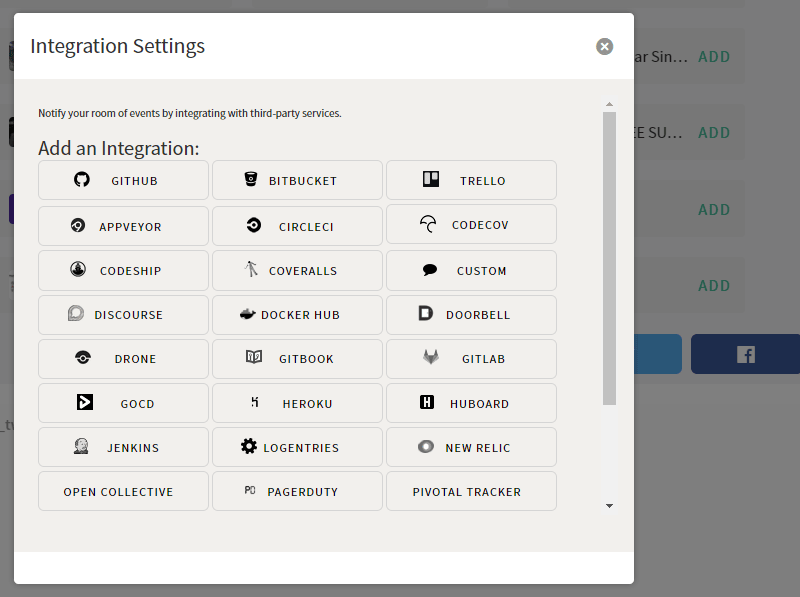 Integration Settings
ar Sin... ADD
Notify your room of events by integrating with third-party services.
EE SU... ADD
Add an Integration:
GITHUB BITBUCKET TRELLO
ADD
APPVEYOR CIRCLECI CODECOV
CODESHIP COVERALLS CUSTOM
ADD
DISCOURSE DOCKER HUB DOORBELL
DRONE GITBOOK GITLAB
GOCD HEROKU HUBOARD
JENKINS LOGENTRIES NEW RELIC
OPEN COLLECTIVE PD PAGERDUTY PIVOTAL TRACKER